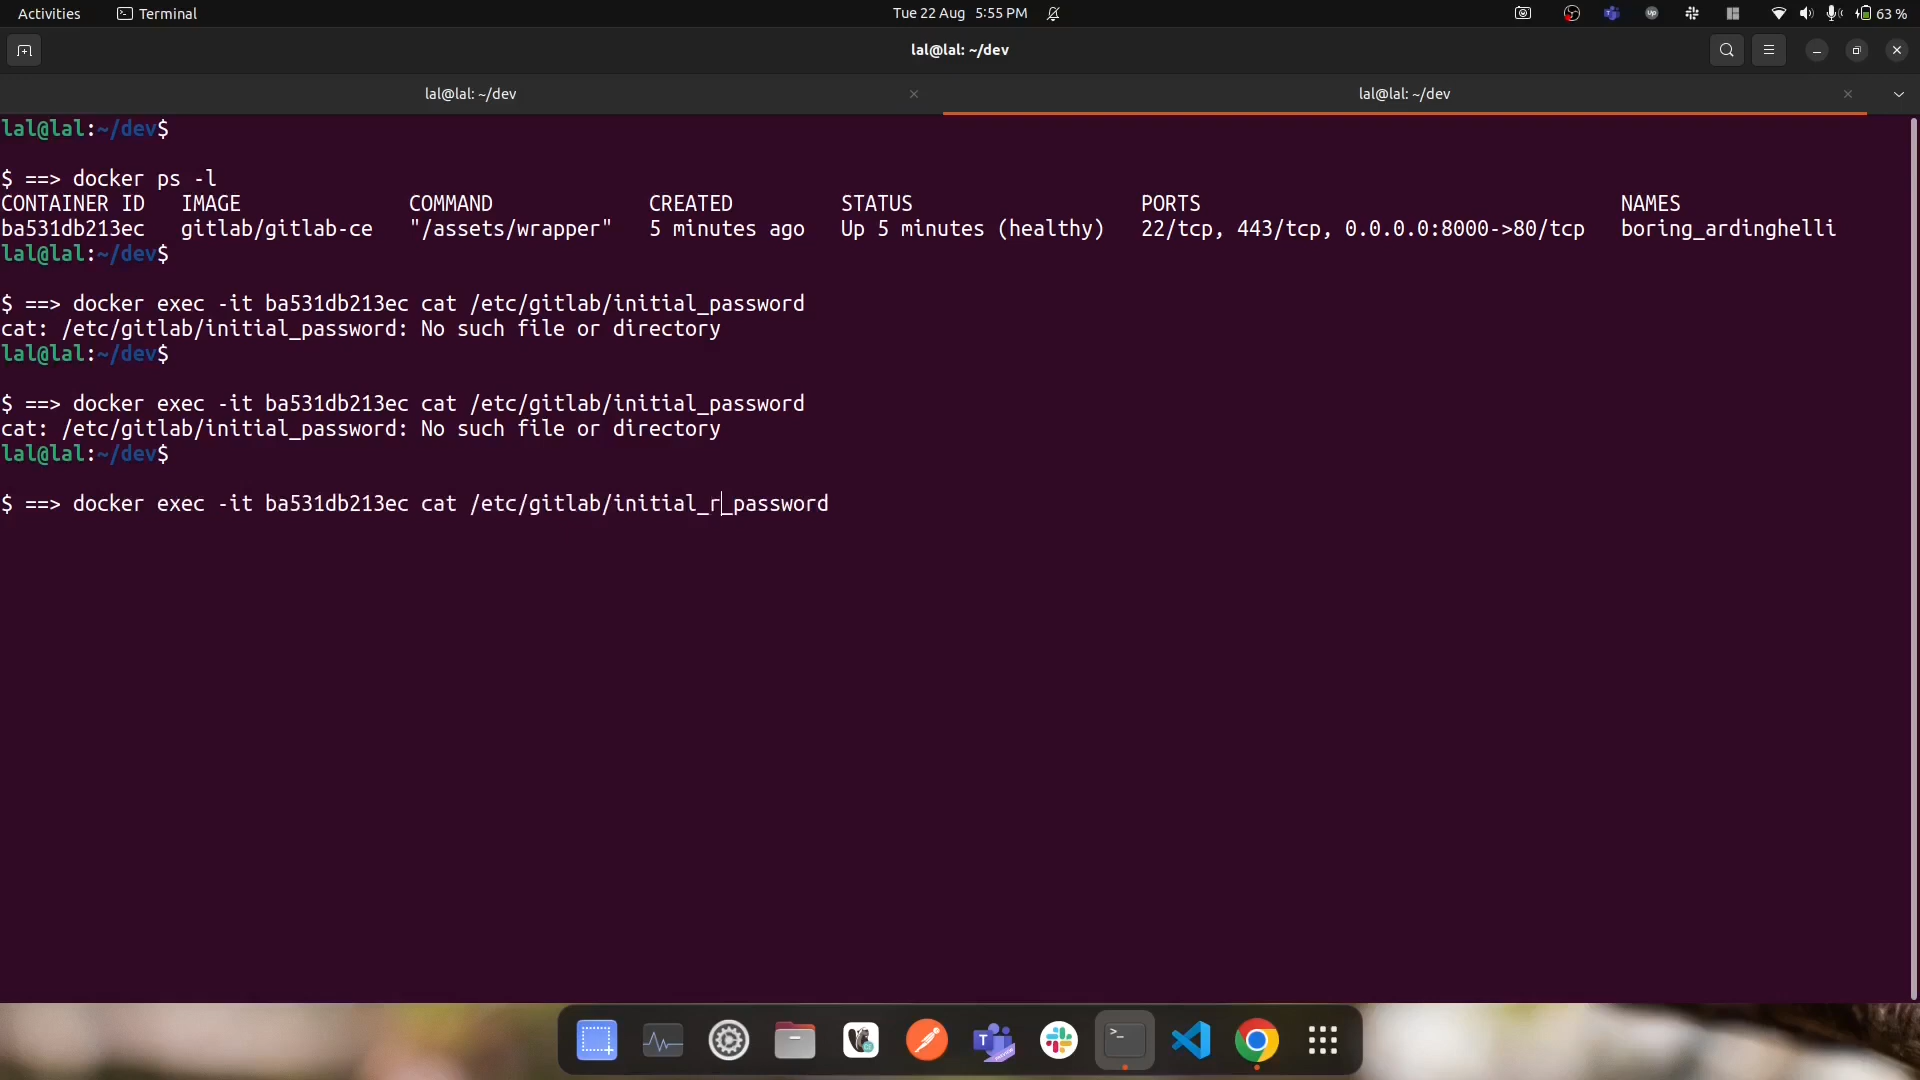 Activities Terminal Tue 22 Aug 5:55 PM 63 %
lal@lal: ~/dev
lal@lal: ~/dev lal@lal: ~/dev
lal@lal:~/dev$
$ ==> docker ps -l
CONTAINER ID IMAGE COMMAND CREATED STATUS PORTS NAMES
ba531db213ec gitlab/gitlab-ce "/assets/wrapper" 5 minutes ago Up 5 minutes (healthy) 22/tcp, 443/tcp, 0.0.0.0:8000->80/tcp boring_ardinghelli
lal@lal:~/dev$
$ ==> docker exec -it ba531db213ec cat /etc/gitlab/initial_password
cat: /etc/gitlab/initial_password: No such file or directory
lal@lal:~/dev$
$ ==> docker exec -it ba531db213ec cat /etc/gitlab/initial_password
cat: /etc/gitlab/initial_password: No such file or directory
lal@lal:~/dev$
$ ==> docker exec -it ba531db213ec cat /etc/gitlab/initial_r_password